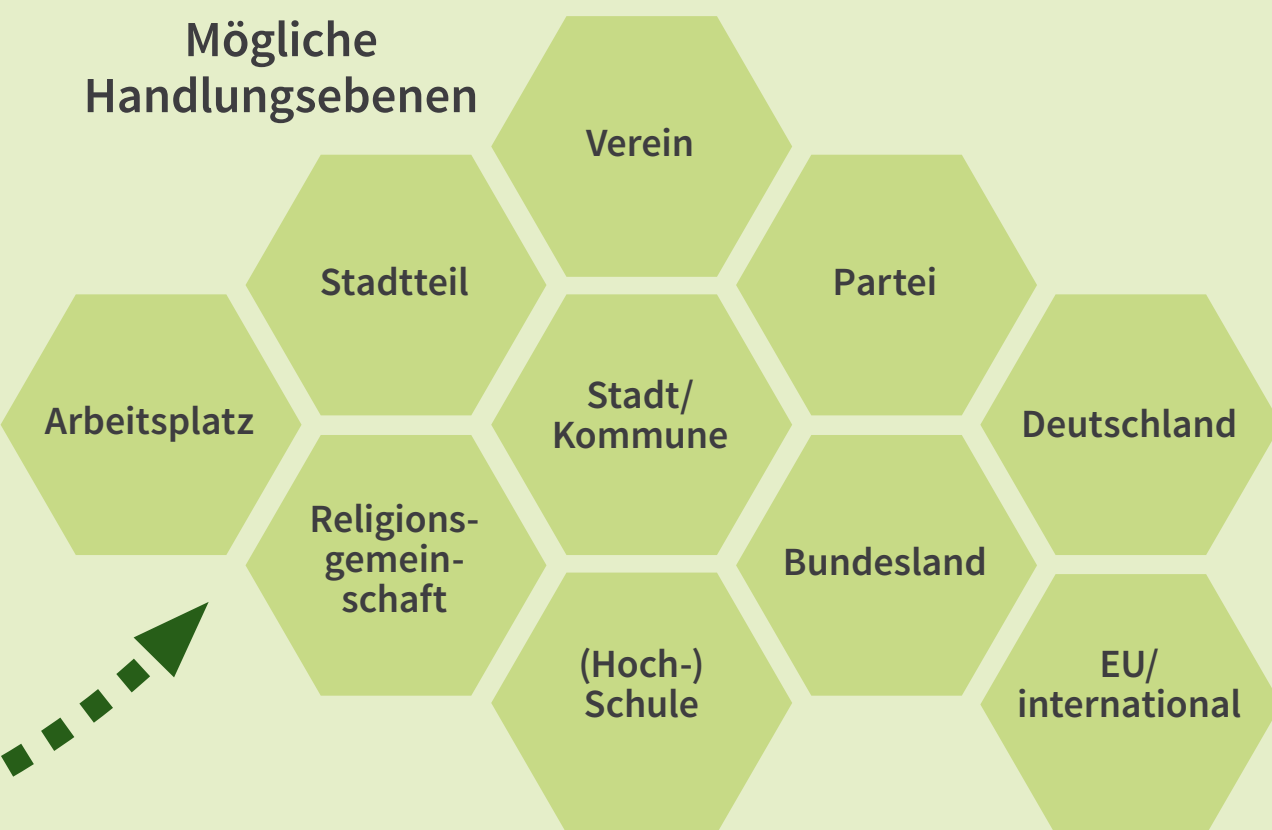 Mögliche
Handlungsebenen
Verein
Stadtteil
Partei
Arbeitsplatz
Stadt/
Kommune
Deutschland
Religions-
gemein-
schaft
Bundesland
(Hoch-)
Schule
EU/
international